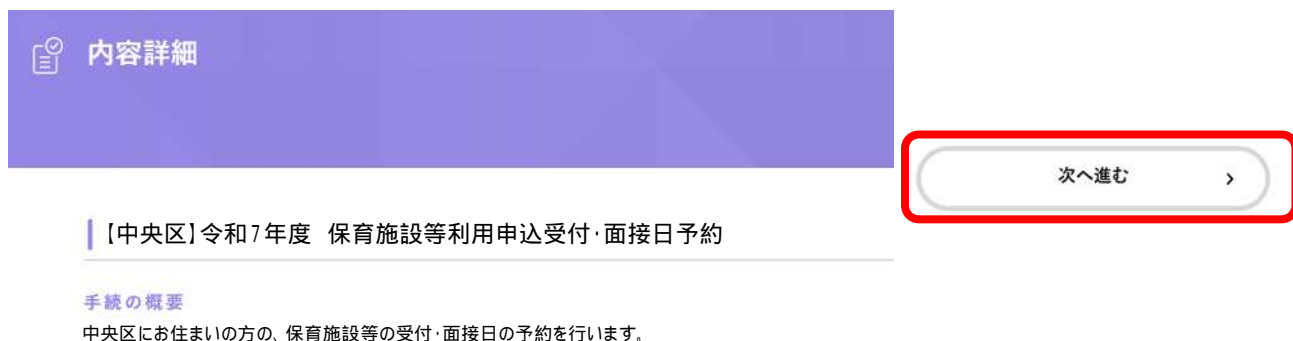 内容詳細
次へ進む
【中央区】令和7年度 保育施設等利用申込受付・面接日予約
手続の概要
中央区にお住まいの方の、保育施設等の受付・面接日の予約を行います。